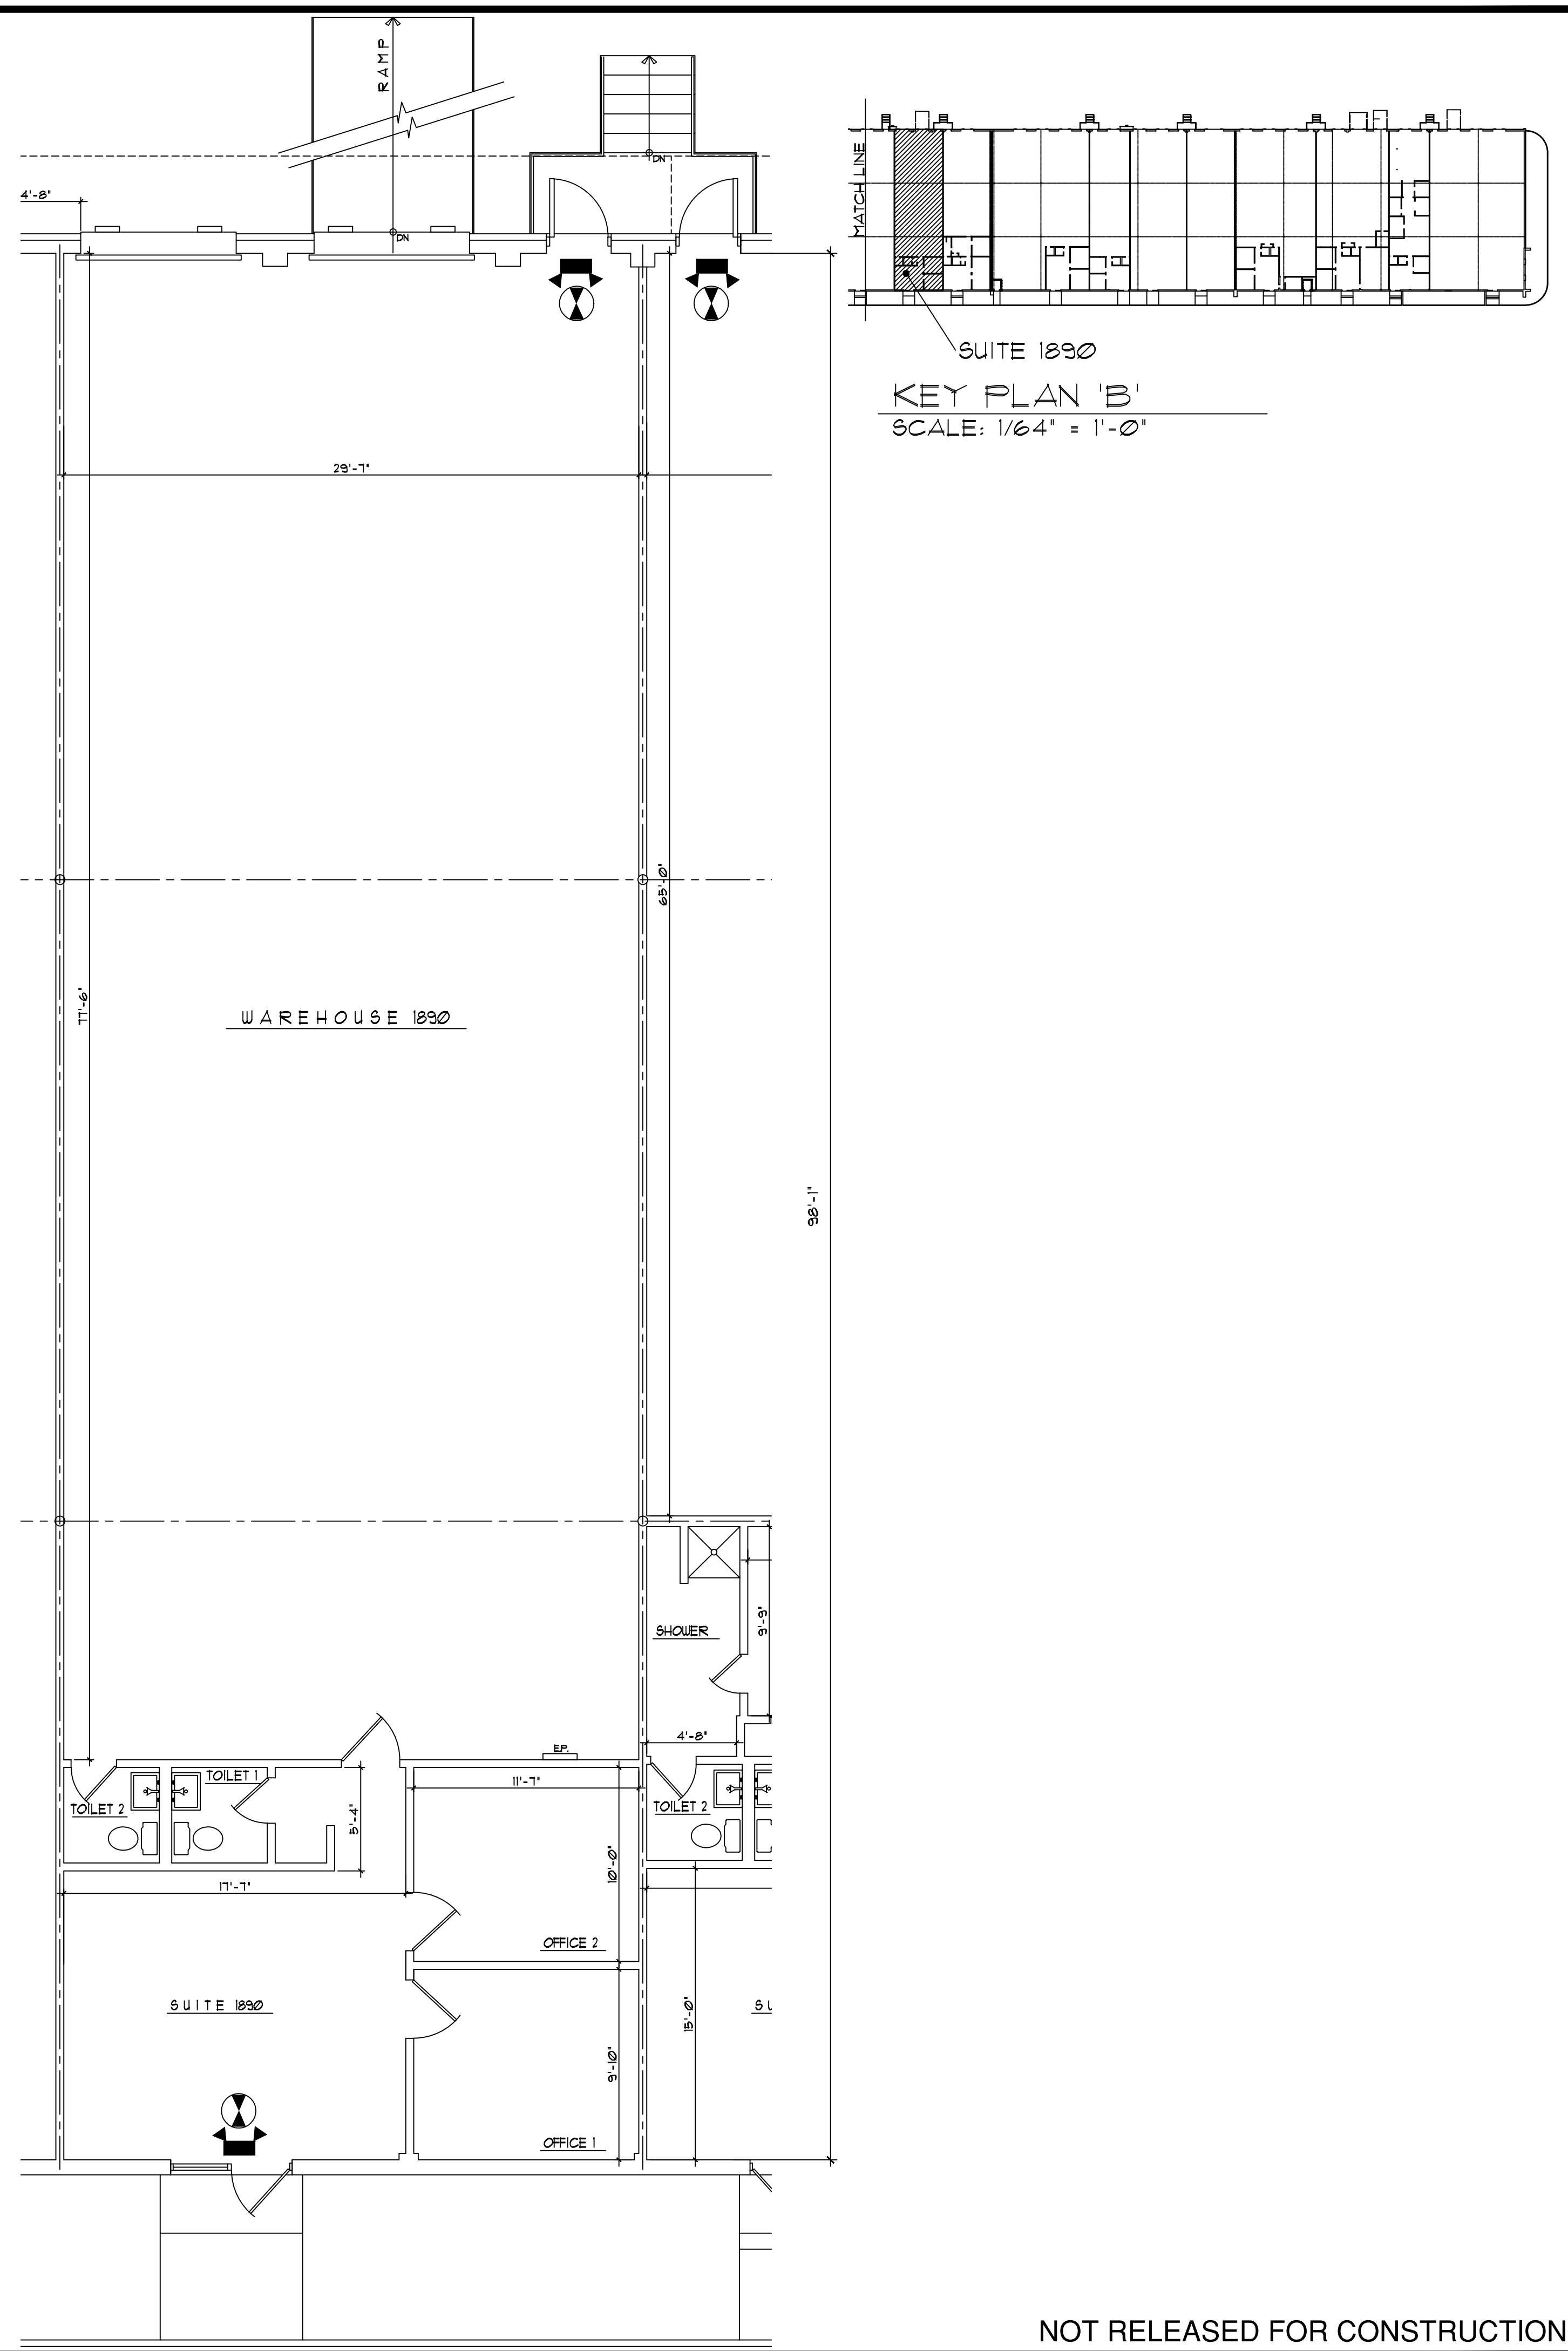 RAMP
DN
DN
4'-8"
MATCH LINE
SUITE 1890
KEY PLAN 'B'
SCALE: 1/64" = 1'-0"
29'-7"
65'-0"
77'-6"
WAREHOUSE 1890
98'-1"
SHOWER
9'-9"
4'-8"
E.P.
TOILET 1
TOILET 2
11'-7"
TOILET 2
5'-4"
10'-0"
17'-7"
OFFICE 2
SUITE 1890
15'-0"
SU
9'-10"
OFFICE 1
NOT RELEASED FOR CONSTRUCTION